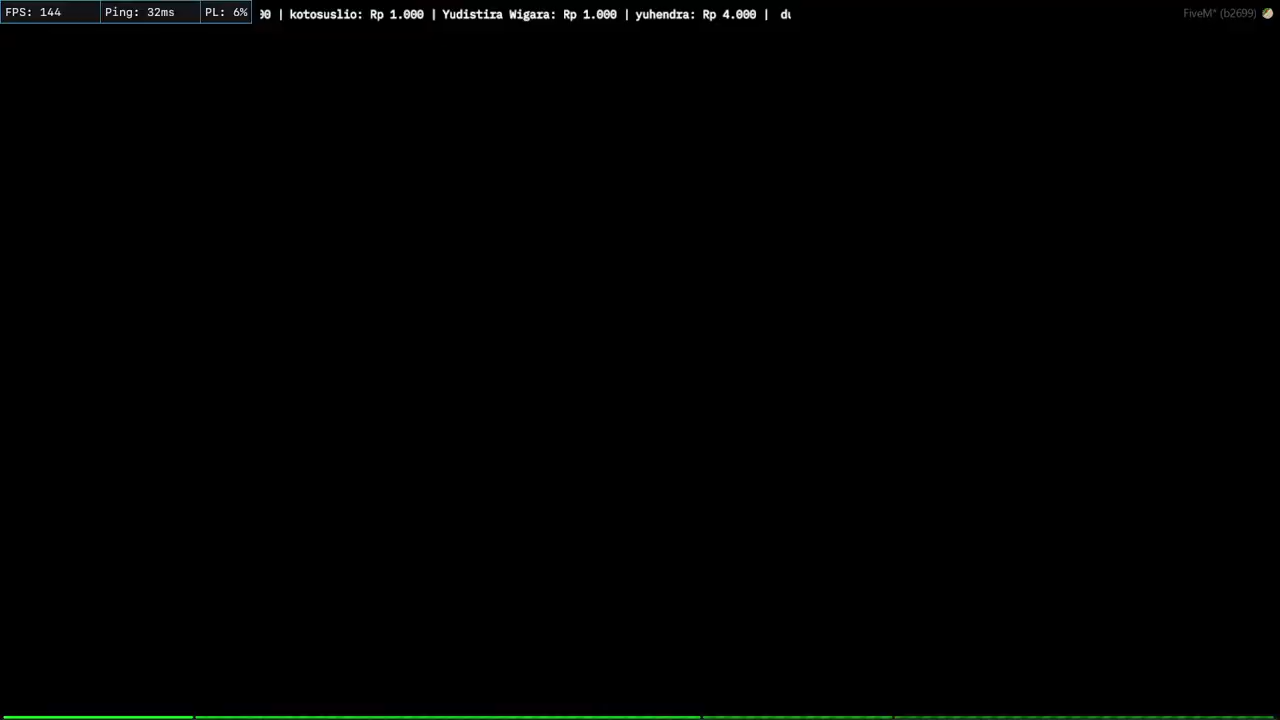 FPS: 144 Ping: 32ms PL: 6% | kotosuslio: Rp 1.000 | Yudistira Wigara: Rp 1.000 | yuhendra: Rp 4.000 | FiveM* (b2699)